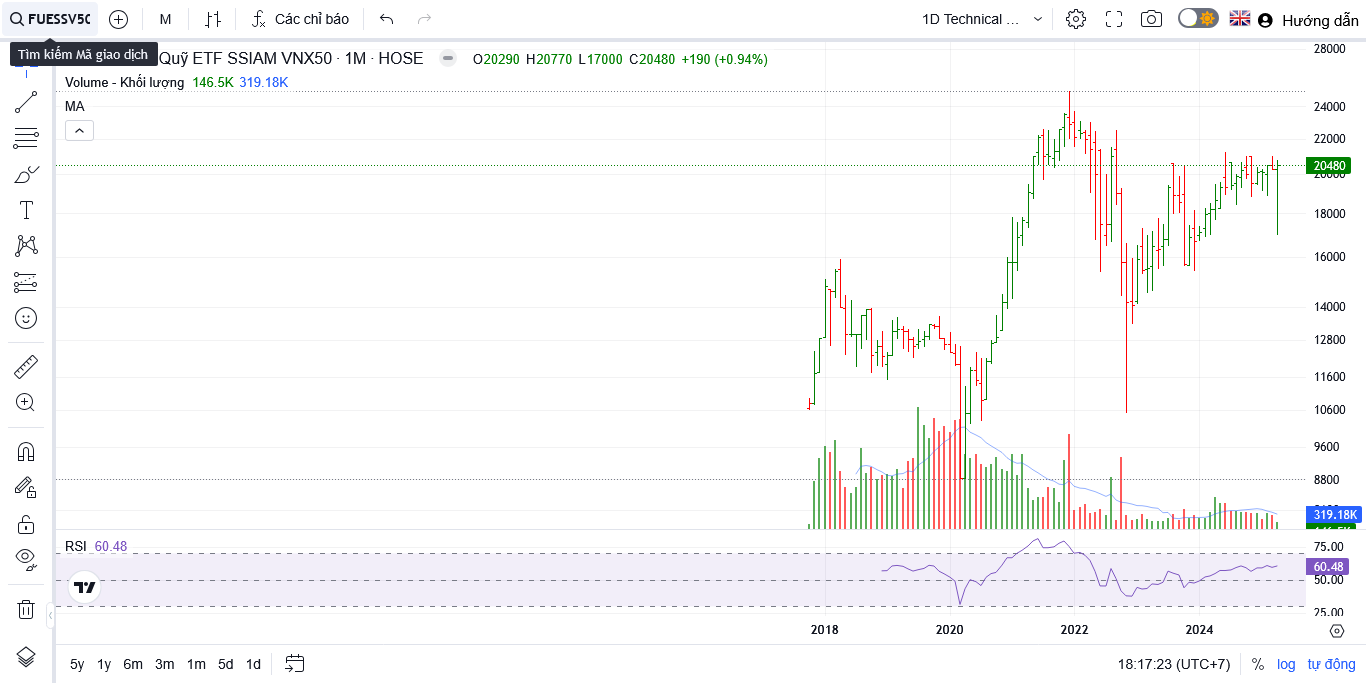 FUESSV50
M
Các chỉ báo
1D Technical ...
Hướng dẫn
Tìm kiếm Mã giao dịch
Quỹ ETF SSIAM VNX50 · 1M · HOSE
O20290 H20770 L17000 C20480 +190 (+0.94%)
Volume - Khối lượng 146.5K 319.18K
MA
28000
24000
22000
20480
20000
18000
16000
14000
12800
11600
10600
9600
8800
319.18K
RSI 60.48
75.00
60.48
50.00
25.00
2018 2020 2022 2024
5y 1y 6m 3m 1m 5d 1d
18:17:23 (UTC+7) % log tự động